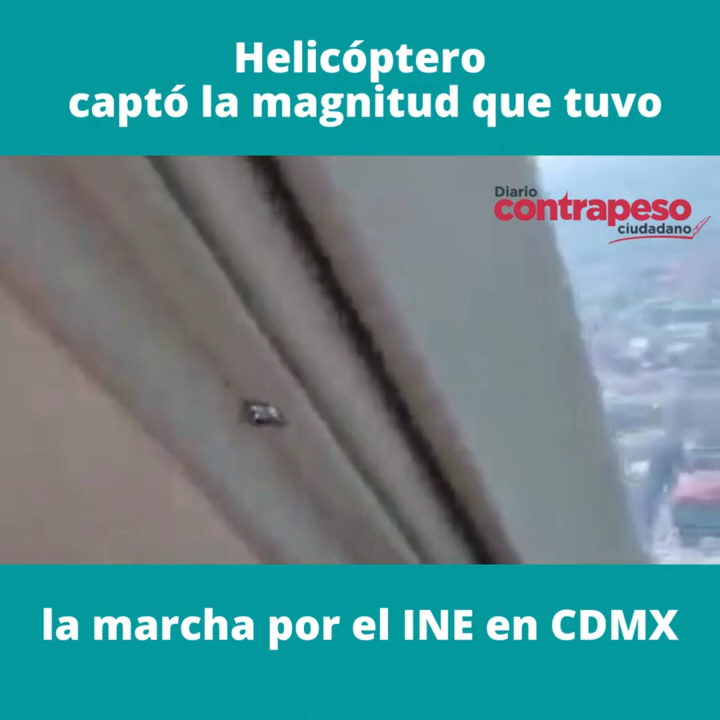 Helicóptero
captó la magnitud que tuvo
Diario
contrapeso
ciudadano
la marcha por el INE en CDMX